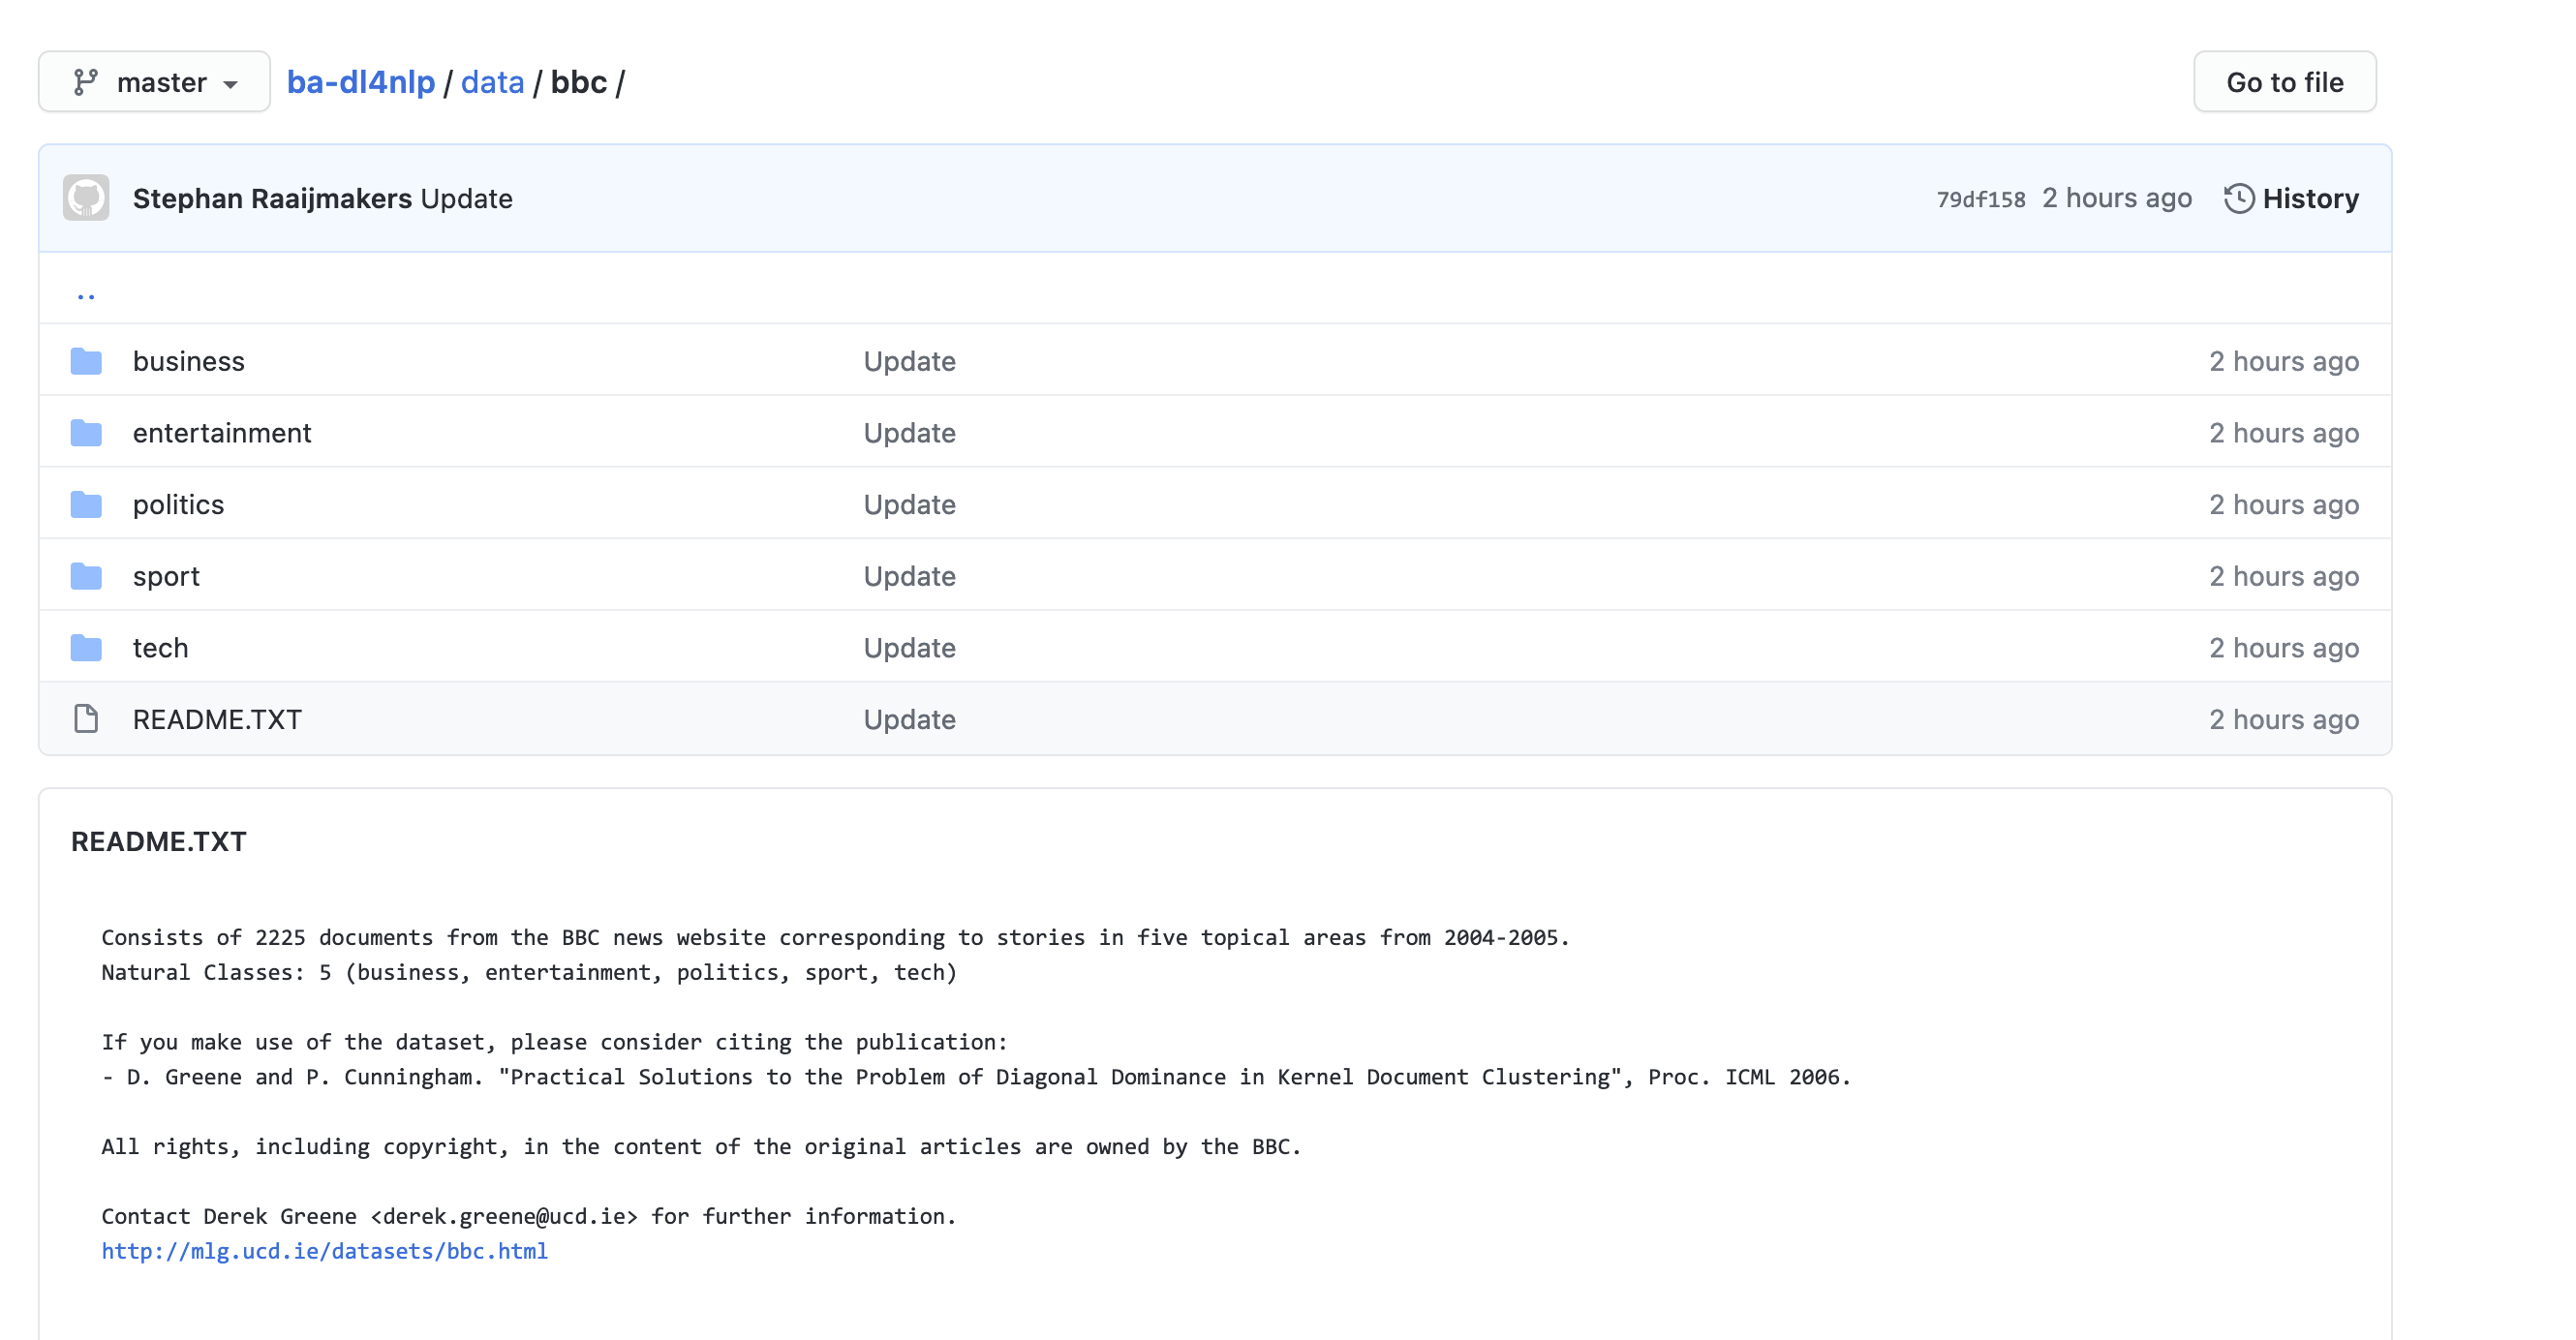 master
ba-dl4nlp / data / bbc /
Go to file
Stephan Raaijmakers Update
79df158 2 hours ago History
..
business Update 2 hours ago
entertainment Update 2 hours ago
politics Update 2 hours ago
sport Update 2 hours ago
tech Update 2 hours ago
README.TXT Update 2 hours ago
README.TXT
Consists of 2225 documents from the BBC news website corresponding to stories in five topical areas from 2004-2005.
Natural Classes: 5 (business, entertainment, politics, sport, tech)
If you make use of the dataset, please consider citing the publication:
- D. Greene and P. Cunningham. "Practical Solutions to the Problem of Diagonal Dominance in Kernel Document Clustering", Proc. ICML 2006.
All rights, including copyright, in the content of the original articles are owned by the BBC.
Contact Derek Greene <derek.greene@ucd.ie> for further information.
http://mlg.ucd.ie/datasets/bbc.html